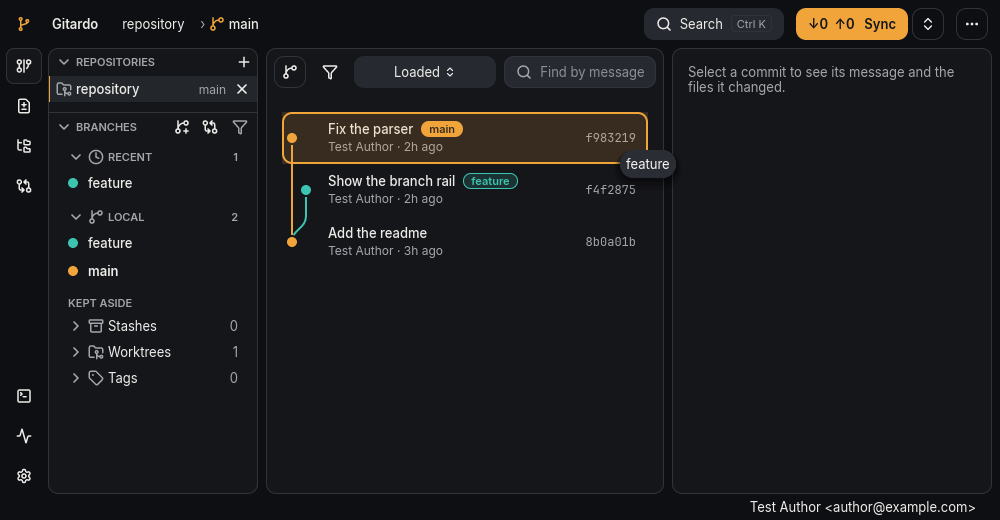 Gitardo repository › main Search Ctrl K ↓0 ↑0 Sync
REPOSITORIES
repository main
BRANCHES
RECENT 1
feature
LOCAL 2
feature
main
KEPT ASIDE
Stashes 0
Worktrees 1
Tags 0
Loaded Find by message
Fix the parser main
Test Author · 2h ago
f983219
feature
Show the branch rail feature
Test Author · 2h ago
f4f2875
Add the readme
Test Author · 3h ago
8b0a01b
Select a commit to see its message and the
files it changed.
Test Author <author@example.com>